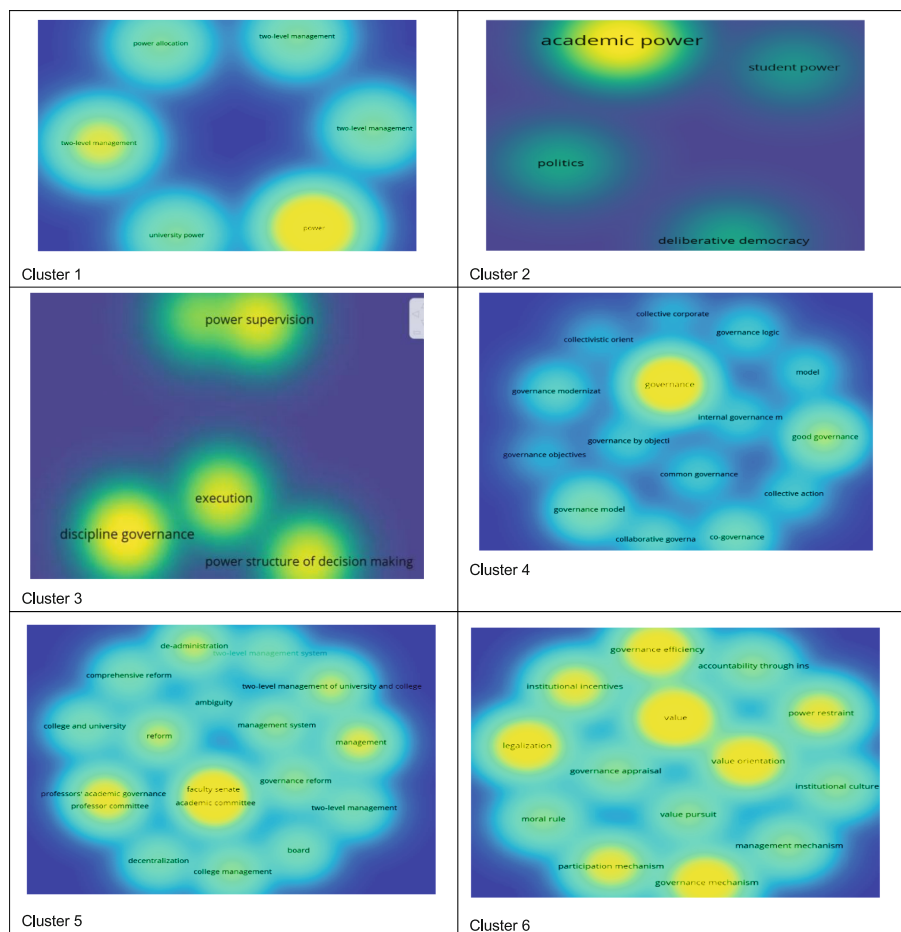 power allocation
two-level management
two-level management
two-level management
university power
power
Cluster 1
academic power
student power
politics
deliberative democracy
Cluster 2
power supervision
execution
discipline governance
power structure of decision making
Cluster 3
collective corporate
governance logic
collectivistic orient
model
governance
governance modernizat
internal governance m
good governance
governance by objecti
governance objectives
common governance
collective action
governance model
collaborative governa
co-governance
Cluster 4
de-administration
two-level management system
comprehensive reform
two-level management of university and college
ambiguity
college and university
management system
reform
management
governance reform
professors' academic governance
faculty senate
professor committee
academic committee
two-level management
board
decentralization
college management
Cluster 5
governance efficiency
accountability through ins
institutional incentives
value
power restraint
legalization
value orientation
governance appraisal
institutional culture
moral rule
value pursuit
management mechanism
participation mechanism
governance mechanism
Cluster 6